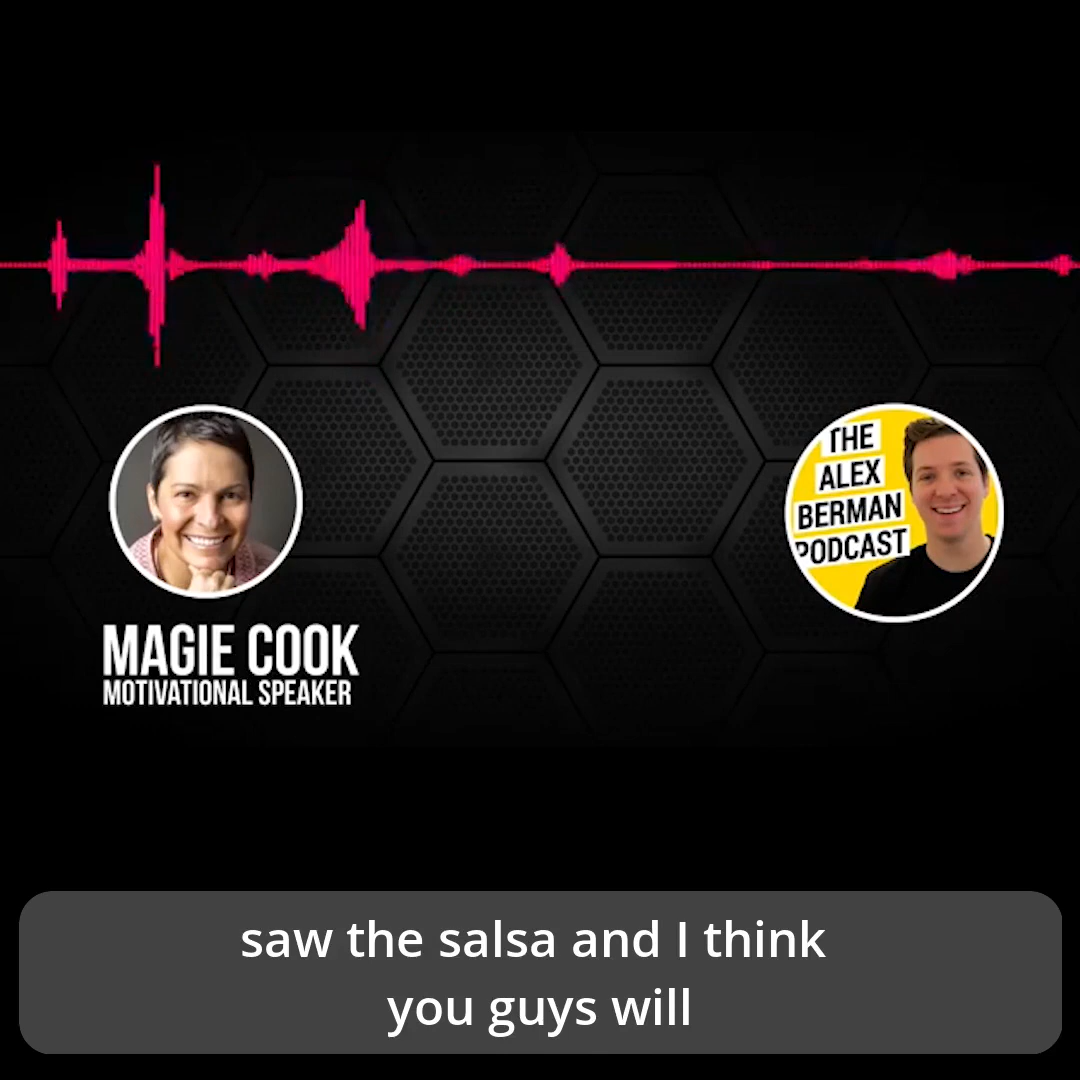 THE
ALEX
BERMAN
PODCAST
MAGIE COOK
MOTIVATIONAL SPEAKER
saw the salsa and I think
you guys will